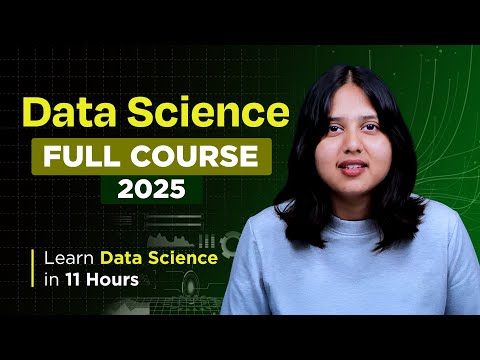 Data Science
FULL COURSE
2025
Learn Data Science
in 11 Hours